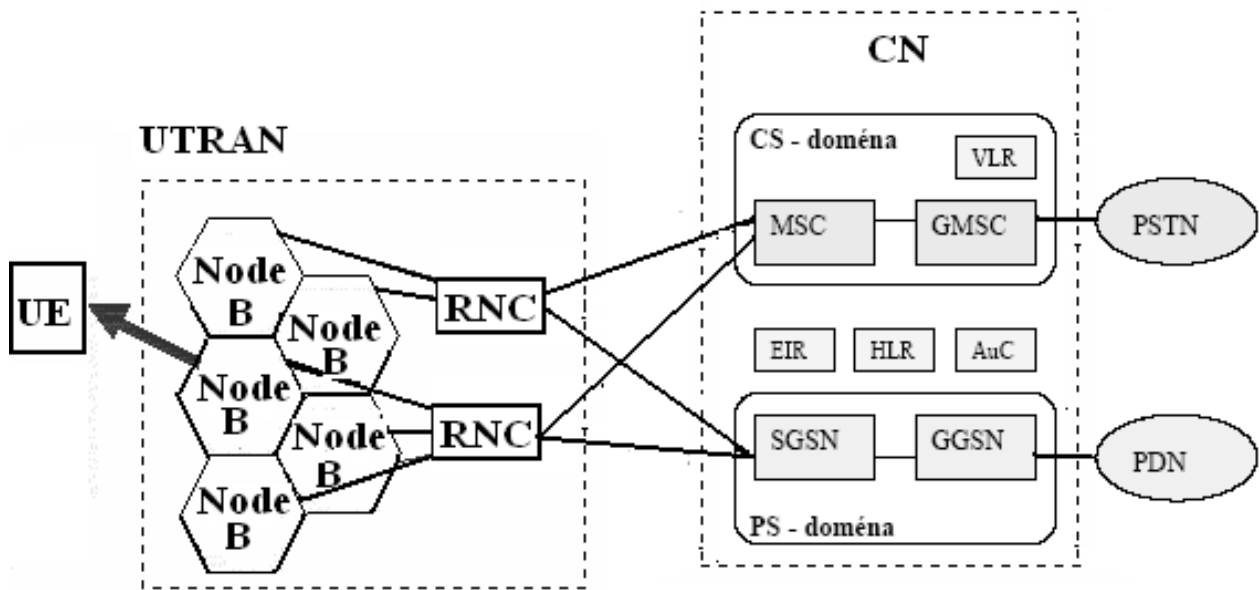 CN
UTRAN
CS - doména
VLR
MSC
GMSC
PSTN
Node
B
Node
B
Node
B
Node
B
Node
B
UE
RNC
RNC
EIR
HLR
AuC
SGSN
GGSN
PDN
PS - doména